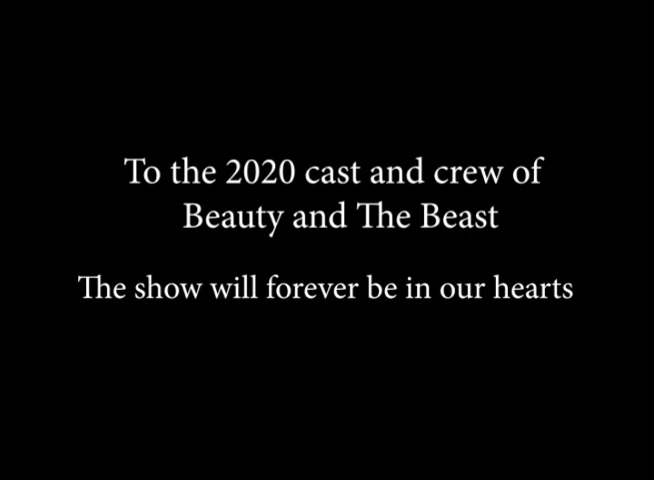 To the 2020 cast and crew of
Beauty and The Beast
The show will forever be in our hearts